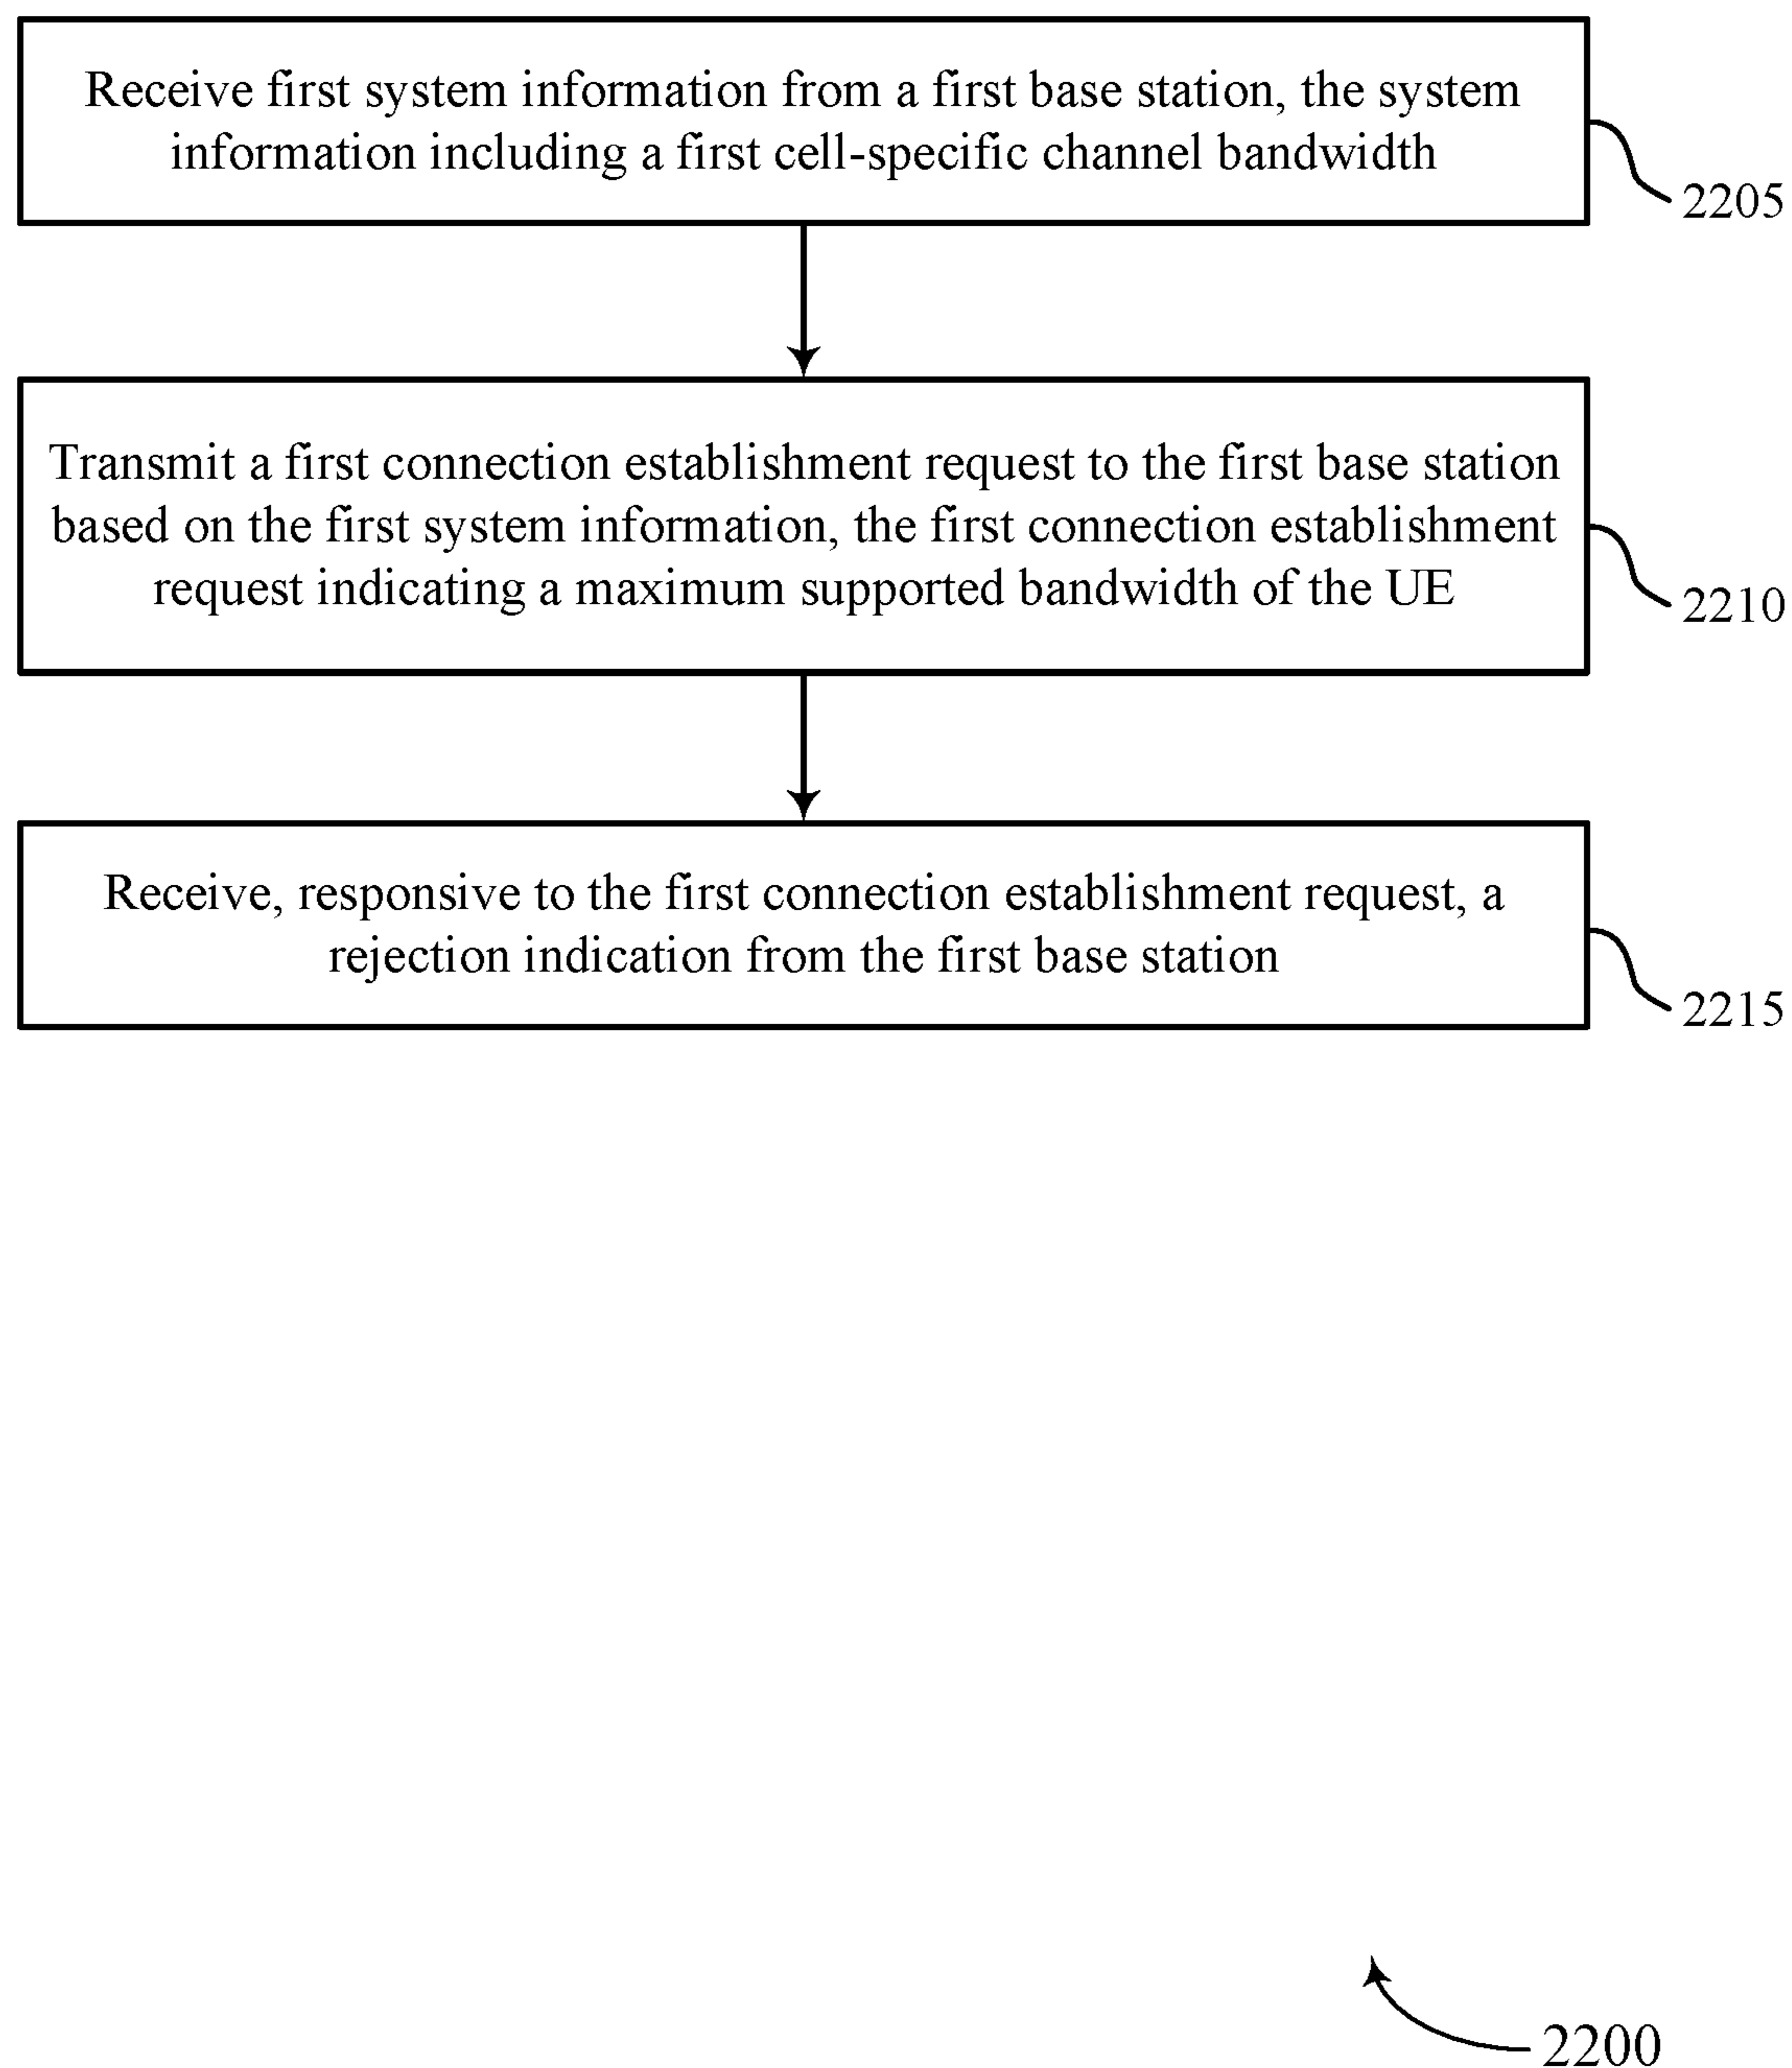 Receive first system information from a first base station, the system
information including a first cell-specific channel bandwidth
2205
Transmit a first connection establishment request to the first base station
based on the first system information, the first connection establishment
request indicating a maximum supported bandwidth of the UE
2210
Receive, responsive to the first connection establishment request, a
rejection indication from the first base station
2215
2200